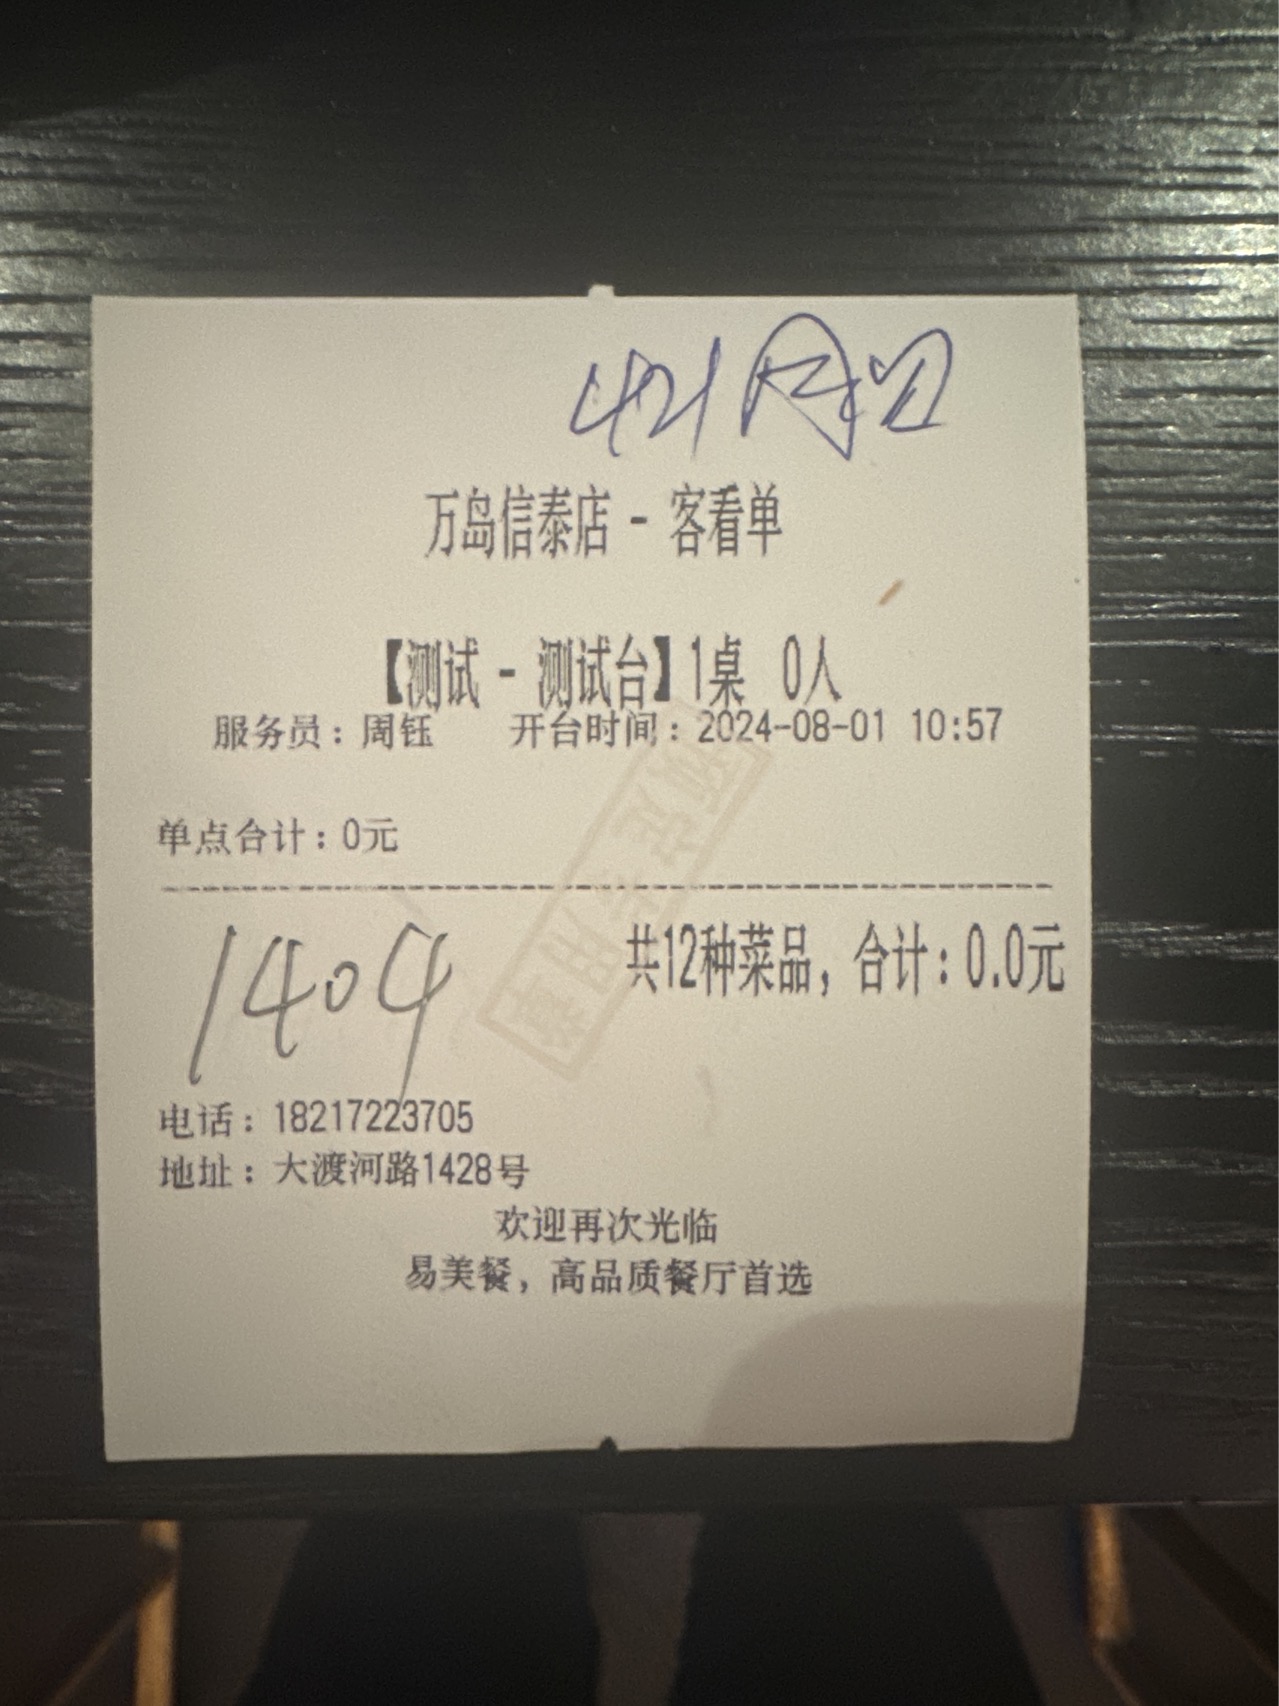 421
万岛信泰店 - 客看单
【测试 - 测试台】1桌 0人
服务员：周钰 开台时间：2024-08-01 10:57
单点合计：0元
1404
共12种菜品，合计：0.0元
电话：18217223705
地址：大渡河路1428号
欢迎再次光临
易美餐，高品质餐厅首选